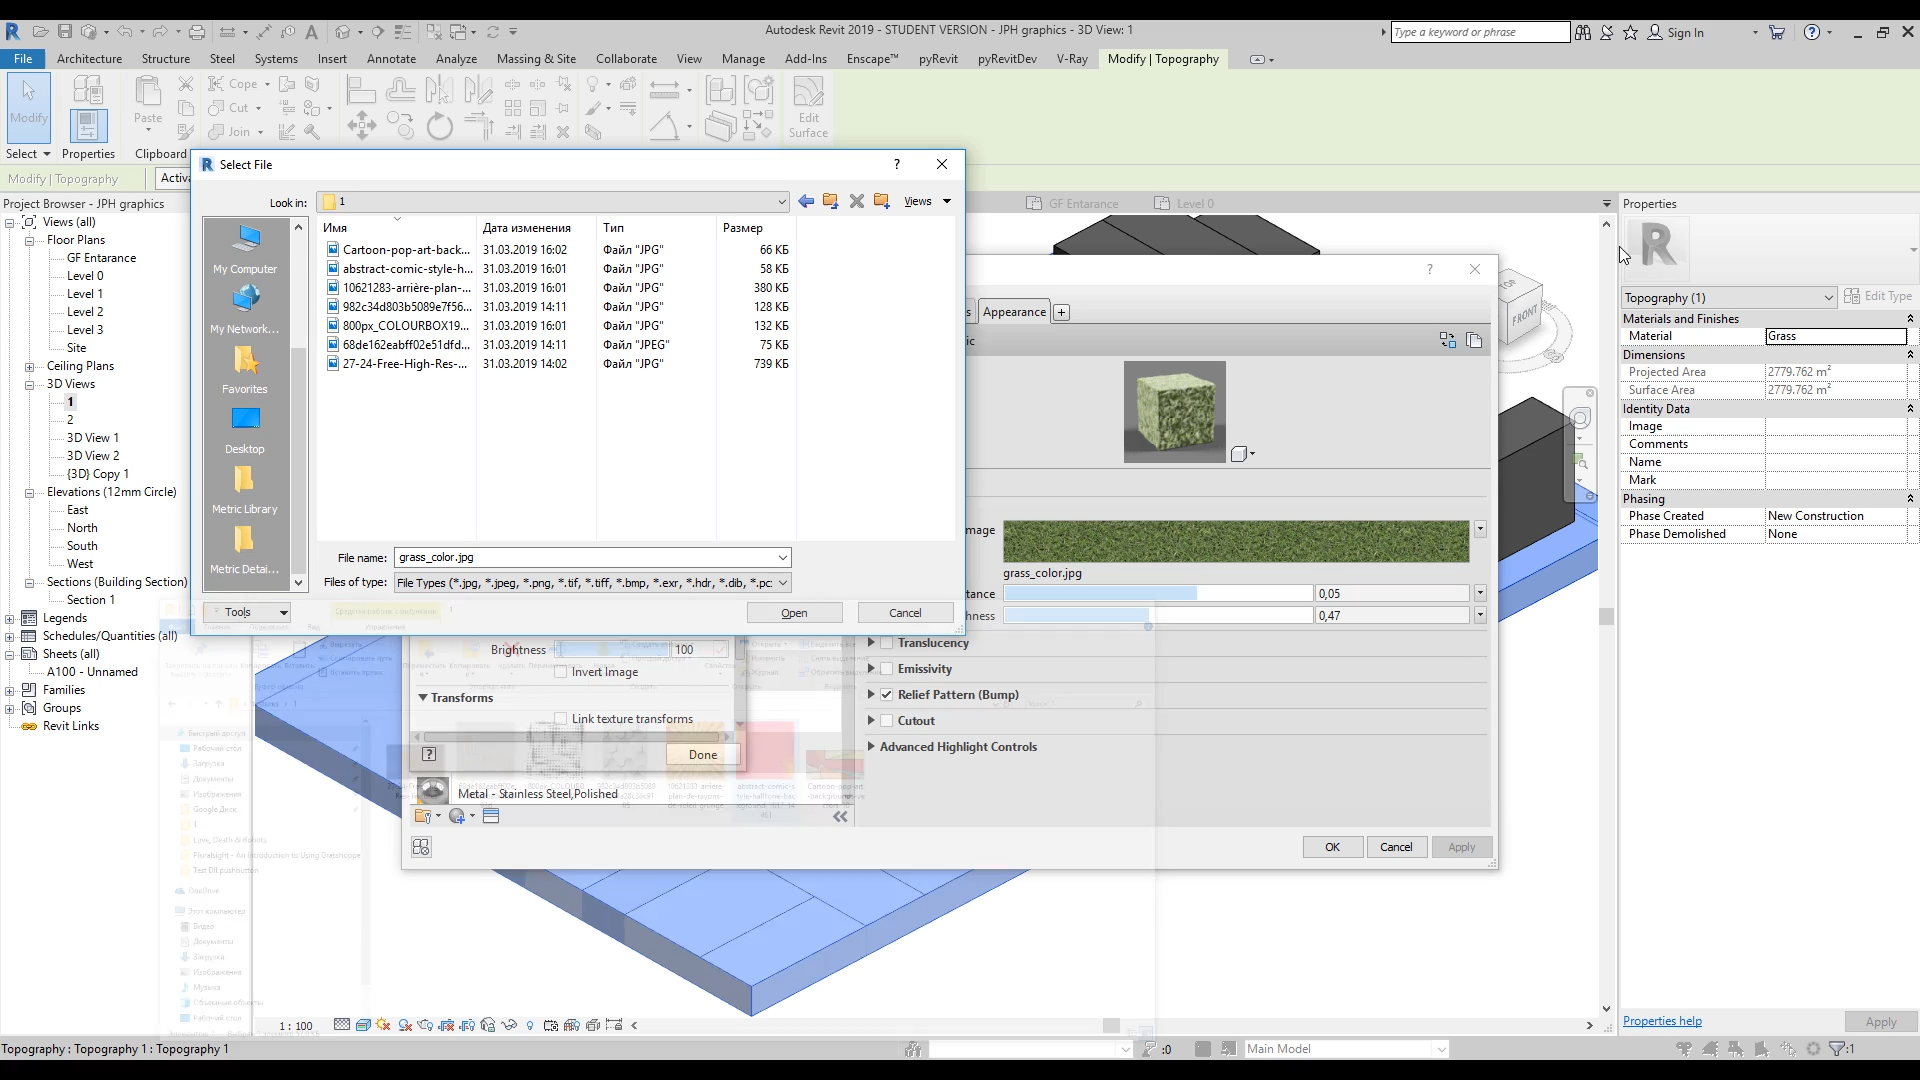 Autodesk Revit 2019 - STUDENT VERSION - JPH graphics - 3D View: 1
Type a keyword or phrase
Sign In
File Architecture Structure Steel Systems Insert Annotate Analyze Massing & Site Collaborate View Manage Add-Ins Enscape™ pyRevit pyRevitDev V-Ray Modify | Topography
Modify
Paste
Cope
Cut
Join
Edit
Surface
Select
Properties
Clipboard
Modify | Topography
Project Browser - JPH graphics
Views (all)
Floor Plans
GF Entarance
Level 0
Level 1
Level 2
Level 3
Site
Ceiling Plans
3D Views
1
2
3D View 1
3D View 2
{3D} Copy 1
Elevations (12mm Circle)
East
North
South
West
Sections (Building Section)
Section 1
Legends
Schedules/Quantities (all)
Sheets (all)
A100 - Unnamed
Families
Groups
Revit Links
Select File
Look in:
1
Views
My Computer
My Network...
Favorites
Desktop
Metric Library
Metric Detai...
Имя Дата изменения Тип Размер
Cartoon-pop-art-back... 31.03.2019 16:02 Файл "JPG" 66 КБ
abstract-comic-style-h... 31.03.2019 16:01 Файл "JPG" 58 КБ
10621283-arrière-plan-... 31.03.2019 16:01 Файл "JPG" 380 КБ
982c34d803b5089e7f56... 31.03.2019 14:11 Файл "JPG" 128 КБ
800px_COLOURBOX19... 31.03.2019 16:01 Файл "JPG" 132 КБ
68de162eabff02e51dfd... 31.03.2019 14:11 Файл "JPEG" 75 КБ
27-24-Free-High-Res-... 31.03.2019 14:02 Файл "JPG" 739 КБ
File name: grass_color.jpg
Files of type: File Types (*.jpg, *.jpeg, *.png, *.tif, *.tiff, *.bmp, *.exr, *.hdr, *.dib, *.pc:
Tools
Open
Cancel
GF Entarance
Level 0
Appearance
grass_color.jpg
0,05
0,47
Translucency
Emissivity
Relief Pattern (Bump)
Cutout
Advanced Highlight Controls
OK
Cancel
Apply
Brightness
100
Invert Image
Transforms
Link texture transforms
Done
Metal - Stainless Steel,Polished
TOP
FRONT
Properties
Topography (1)
Edit Type
Materials and Finishes
Material Grass
Dimensions
Projected Area 2779.762 m²
Surface Area 2779.762 m²
Identity Data
Image
Comments
Name
Mark
Phasing
Phase Created New Construction
Phase Demolished None
Properties help
Apply
1 : 100
Topography : Topography 1 : Topography 1
:0
Main Model
:1